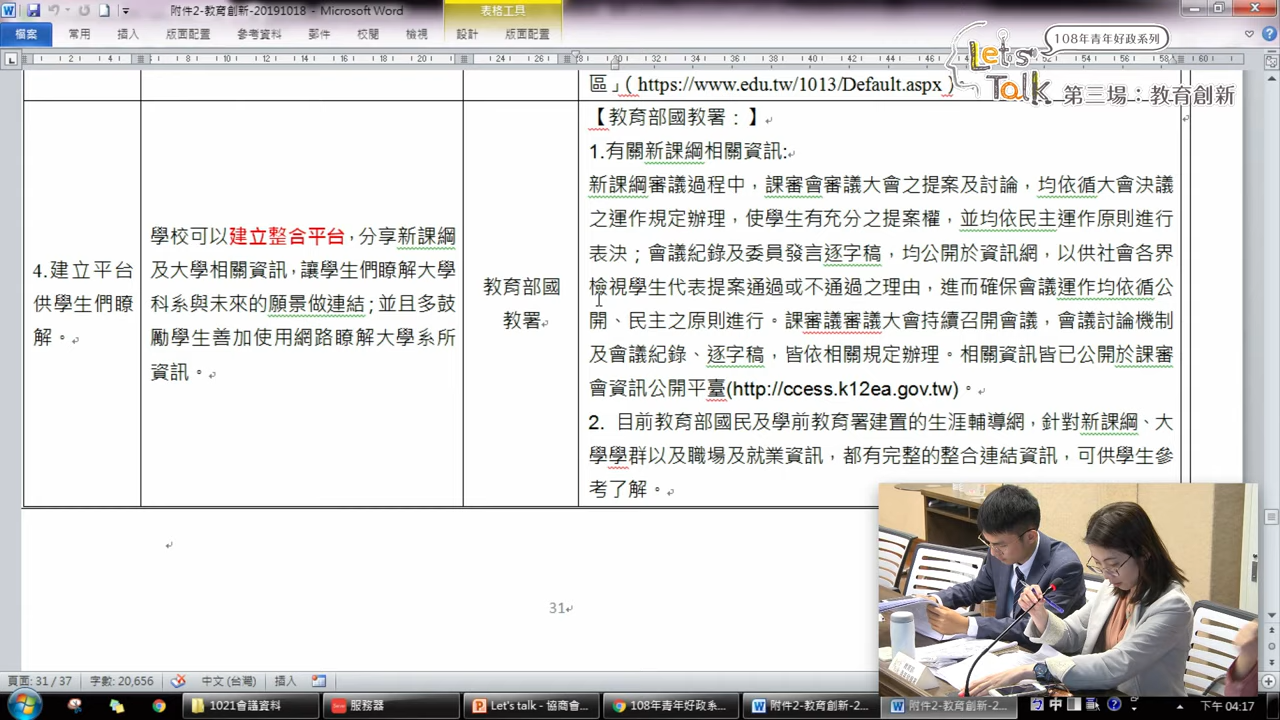 附件2-教育創新-20191018 - Microsoft Word
表格工具
檔案 常用 插入 版面配置 參考資料 郵件 校閱 檢視 設計 版面配置
108年青年好政系列
Let's Talk
第三場：教育創新
區」（https://www.edu.tw/1013/Default.aspx）
4.建立平台
供學生們瞭
解。
學校可以建立整合平台，分享新課綱
及大學相關資訊，讓學生們瞭解大學
科系與未來的願景做連結；並且多鼓
勵學生善加使用網路瞭解大學系所
資訊。
教育部國
教署
【教育部國教署：】
1.有關新課綱相關資訊:
新課綱審議過程中，課審會審議大會之提案及討論，均依循大會決議
之運作規定辦理，使學生有充分之提案權，並均依民主運作原則進行
表決；會議紀錄及委員發言逐字稿，均公開於資訊網，以供社會各界
檢視學生代表提案通過或不通過之理由，進而確保會議運作均依循公
開、民主之原則進行。課審議審議大會持續召開會議，會議討論機制
及會議紀錄、逐字稿，皆依相關規定辦理。相關資訊皆已公開於課審
會資訊公開平臺(http://ccess.k12ea.gov.tw)。
2. 目前教育部國民及學前教育署建置的生涯輔導網，針對新課綱、大
學學群以及職場及就業資訊，都有完整的整合連結資訊，可供學生參
考了解。
31
頁面: 31 / 37 字數: 20,656 中文 (台灣) 插入
1021會議資料 服務器 Let's talk - 協商會... 108年青年好政系... 附件2-教育創新-2... 附件2-教育創新-2... 中 下午 04:17